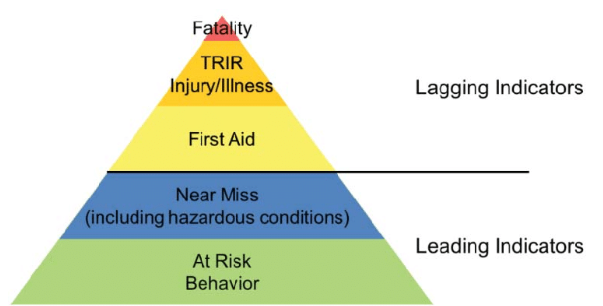 Fatality
TRIR
Injury/Illness
Lagging Indicators
First Aid
Near Miss
(including hazardous conditions)
Leading Indicators
At Risk
Behavior